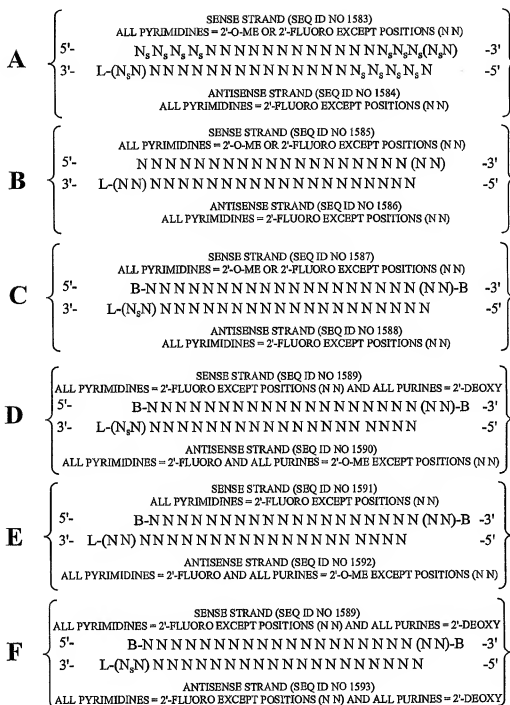 SENSE STRAND (SEQ ID NO 1583)
ALL PYRIMIDINES = 2'-O-ME OR 2'-FLUORO EXCEPT POSITIONS (N N)
A
5'- NsNsNsNsN N N N N N N N N N N N NsNsNs(NsN) -3'
3'- L-(NsN) N N N N N N N N N N N N N N NsNsNsNsN -5'
ANTISENSE STRAND (SEQ ID NO 1584)
ALL PYRIMIDINES = 2'-FLUORO EXCEPT POSITIONS (N N)
SENSE STRAND (SEQ ID NO 1585)
ALL PYRIMIDINES = 2'-O-ME OR 2'-FLUORO EXCEPT POSITIONS (N N)
B
5'- N N N N N N N N N N N N N N N N N N N (N N) -3'
3'- L-(N N) N N N N N N N N N N N N N N N N N N N -5'
ANTISENSE STRAND (SEQ ID NO 1586)
ALL PYRIMIDINES = 2'-FLUORO EXCEPT POSITIONS (N N)
SENSE STRAND (SEQ ID NO 1587)
ALL PYRIMIDINES = 2'-O-ME OR 2'-FLUORO EXCEPT POSITIONS (N N)
C
5'- B-N N N N N N N N N N N N N N N N N N N (N N)-B -3'
3'- L-(NsN) N N N N N N N N N N N N N N N N N N N -5'
ANTISENSE STRAND (SEQ ID NO 1588)
ALL PYRIMIDINES = 2'-FLUORO EXCEPT POSITIONS (N N)
SENSE STRAND (SEQ ID NO 1589)
ALL PYRIMIDINES = 2'-FLUORO EXCEPT POSITIONS (N N) AND ALL PURINES = 2'-DEOXY
D
5'- B-N N N N N N N N N N N N N N N N N N N (N N)-B -3'
3'- L-(NsN) N N N N N N N N N N N N N N N N N N N -5'
ANTISENSE STRAND (SEQ ID NO 1590)
ALL PYRIMIDINES = 2'-FLUORO AND ALL PURINES = 2'-O-ME EXCEPT POSITIONS (N N)
SENSE STRAND (SEQ ID NO 1591)
ALL PYRIMIDINES = 2'-FLUORO EXCEPT POSITIONS (N N)
E
5'- B-N N N N N N N N N N N N N N N N N N N (N N)-B -3'
3'- L-(N N) N N N N N N N N N N N N N N N N N N N -5'
ANTISENSE STRAND (SEQ ID NO 1592)
ALL PYRIMIDINES = 2'-FLUORO AND ALL PURINES = 2'-O-ME EXCEPT POSITIONS (N N)
SENSE STRAND (SEQ ID NO 1589)
ALL PYRIMIDINES = 2'-FLUORO EXCEPT POSITIONS (N N) AND ALL PURINES = 2'-DEOXY
F
5'- B-N N N N N N N N N N N N N N N N N N N (N N)-B -3'
3'- L-(NsN) N N N N N N N N N N N N N N N N N N N -5'
ANTISENSE STRAND (SEQ ID NO 1593)
ALL PYRIMIDINES = 2'-FLUORO EXCEPT POSITIONS (N N) AND ALL PURINES = 2'-DEOXY